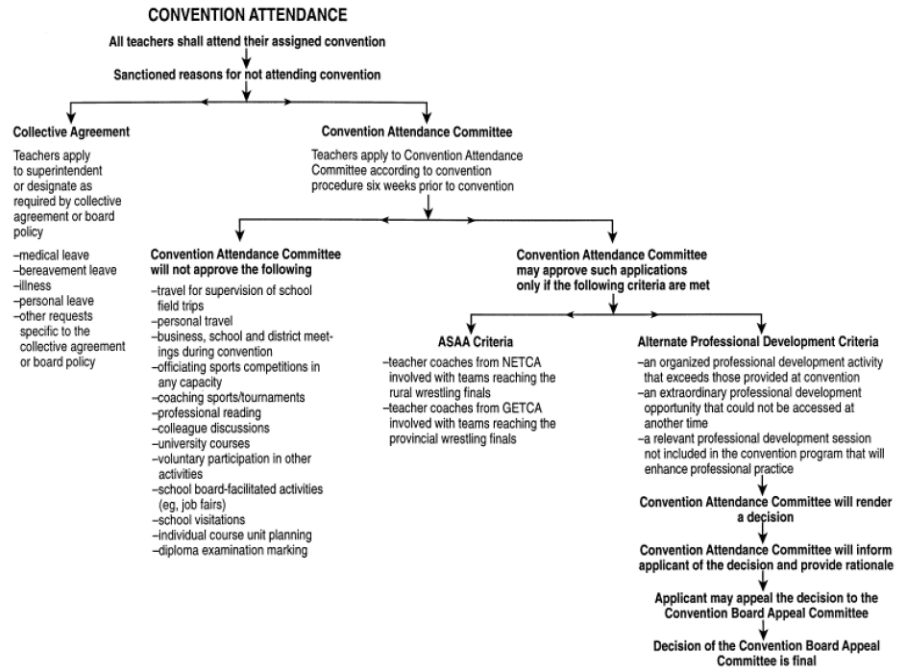 CONVENTION ATTENDANCE
All teachers shall attend their assigned convention
Sanctioned reasons for not attending convention
Collective Agreement
Teachers apply
to superintendent
or designate as
required by collective
agreement or board
policy
–medical leave
–bereavement leave
–illness
–personal leave
–other requests
specific to the
collective agreement
or board policy
Convention Attendance Committee
Teachers apply to Convention Attendance
Committee according to convention
procedure six weeks prior to convention
Convention Attendance Committee
will not approve the following
–travel for supervision of school
field trips
–personal travel
–business, school and district meet-
ings during convention
–officiating sports competitions in
any capacity
–coaching sports/tournaments
–professional reading
–colleague discussions
–university courses
–voluntary participation in other
activities
–school board-facilitated activities
(eg, job fairs)
–school visitations
–individual course unit planning
–diploma examination marking
Convention Attendance Committee
may approve such applications
only if the following criteria are met
ASAA Criteria
–teacher coaches from NETCA
involved with teams reaching the
rural wrestling finals
–teacher coaches from GETCA
involved with teams reaching the
provincial wrestling finals
Alternate Professional Development Criteria
–an organized professional development activity
that exceeds those provided at convention
–an extraordinary professional development
opportunity that could not be accessed at
another time
–a relevant professional development session
not included in the convention program that will
enhance professional practice
Convention Attendance Committee will render
a decision
Convention Attendance Committee will inform
applicant of the decision and provide rationale
Applicant may appeal the decision to the
Convention Board Appeal Committee
Decision of the Convention Board Appeal
Committee is final